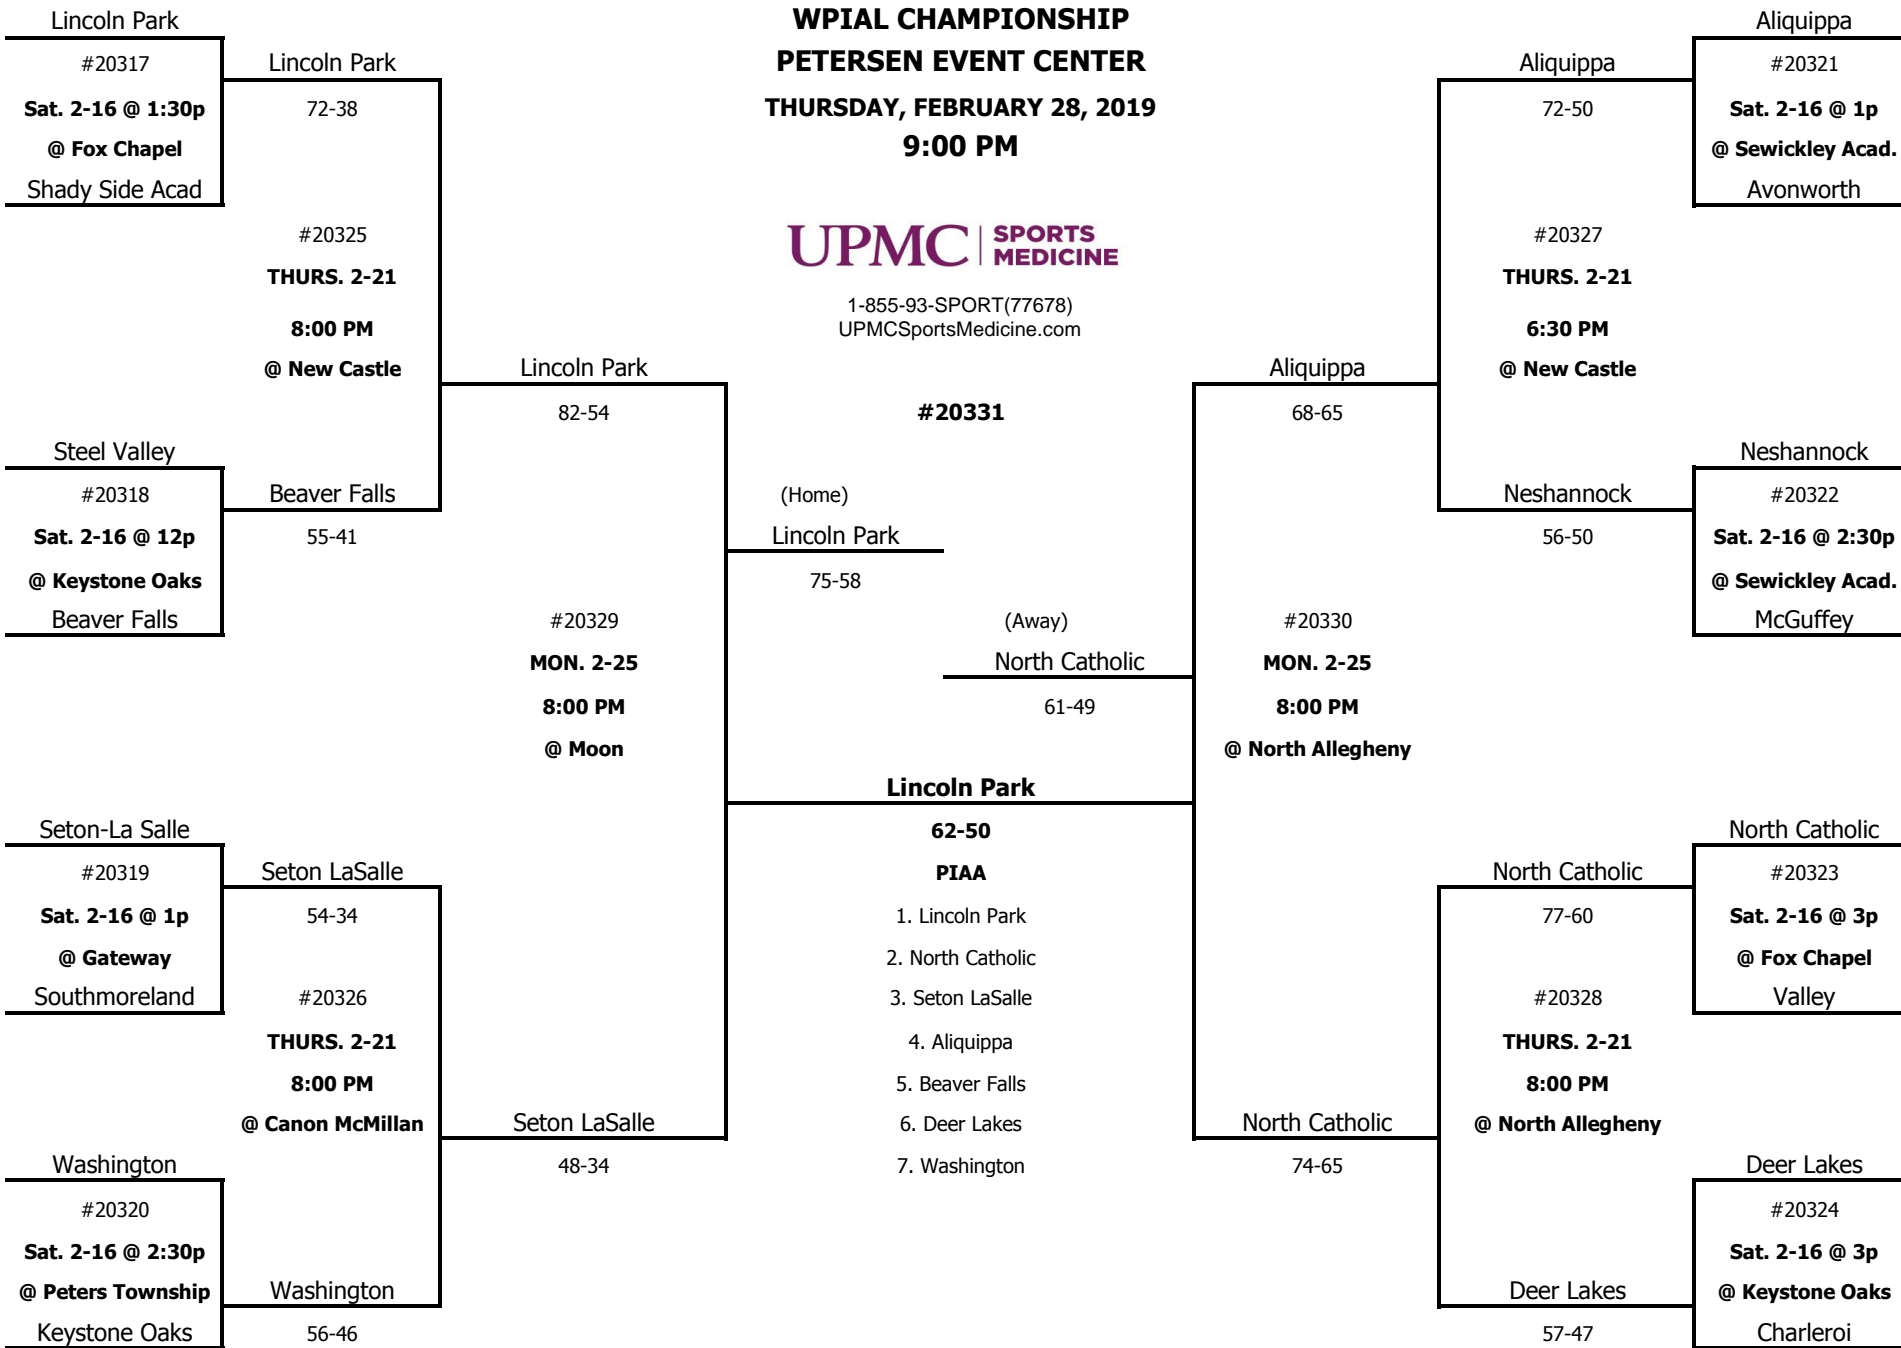 WPIAL CHAMPIONSHIP
PETERSEN EVENT CENTER
THURSDAY, FEBRUARY 28, 2019
9:00 PM
UPMC SPORTS MEDICINE
1-855-93-SPORT(77678)
UPMCSportsMedicine.com
#20331
Lincoln Park
#20317
Sat. 2-16 @ 1:30p
@ Fox Chapel
Shady Side Acad
Steel Valley
#20318
Sat. 2-16 @ 12p
@ Keystone Oaks
Beaver Falls
Seton-La Salle
#20319
Sat. 2-16 @ 1p
@ Gateway
Southmoreland
Washington
#20320
Sat. 2-16 @ 2:30p
@ Peters Township
Keystone Oaks
Lincoln Park
72-38
#20325
THURS. 2-21
8:00 PM
@ New Castle
Beaver Falls
55-41
Seton LaSalle
54-34
#20326
THURS. 2-21
8:00 PM
@ Canon McMillan
Washington
56-46
Lincoln Park
82-54
#20329
MON. 2-25
8:00 PM
@ Moon
Seton LaSalle
48-34
(Home)
Lincoln Park
75-58
(Away)
North Catholic
61-49
Lincoln Park
62-50
PIAA
1. Lincoln Park
2. North Catholic
3. Seton LaSalle
4. Aliquippa
5. Beaver Falls
6. Deer Lakes
7. Washington
Aliquippa
68-65
#20330
MON. 2-25
8:00 PM
@ North Allegheny
North Catholic
74-65
Aliquippa
72-50
#20327
THURS. 2-21
6:30 PM
@ New Castle
Neshannock
56-50
North Catholic
77-60
#20328
THURS. 2-21
8:00 PM
@ North Allegheny
Deer Lakes
57-47
Aliquippa
#20321
Sat. 2-16 @ 1p
@ Sewickley Acad.
Avonworth
Neshannock
#20322
Sat. 2-16 @ 2:30p
@ Sewickley Acad.
McGuffey
North Catholic
#20323
Sat. 2-16 @ 3p
@ Fox Chapel
Valley
Deer Lakes
#20324
Sat. 2-16 @ 3p
@ Keystone Oaks
Charleroi